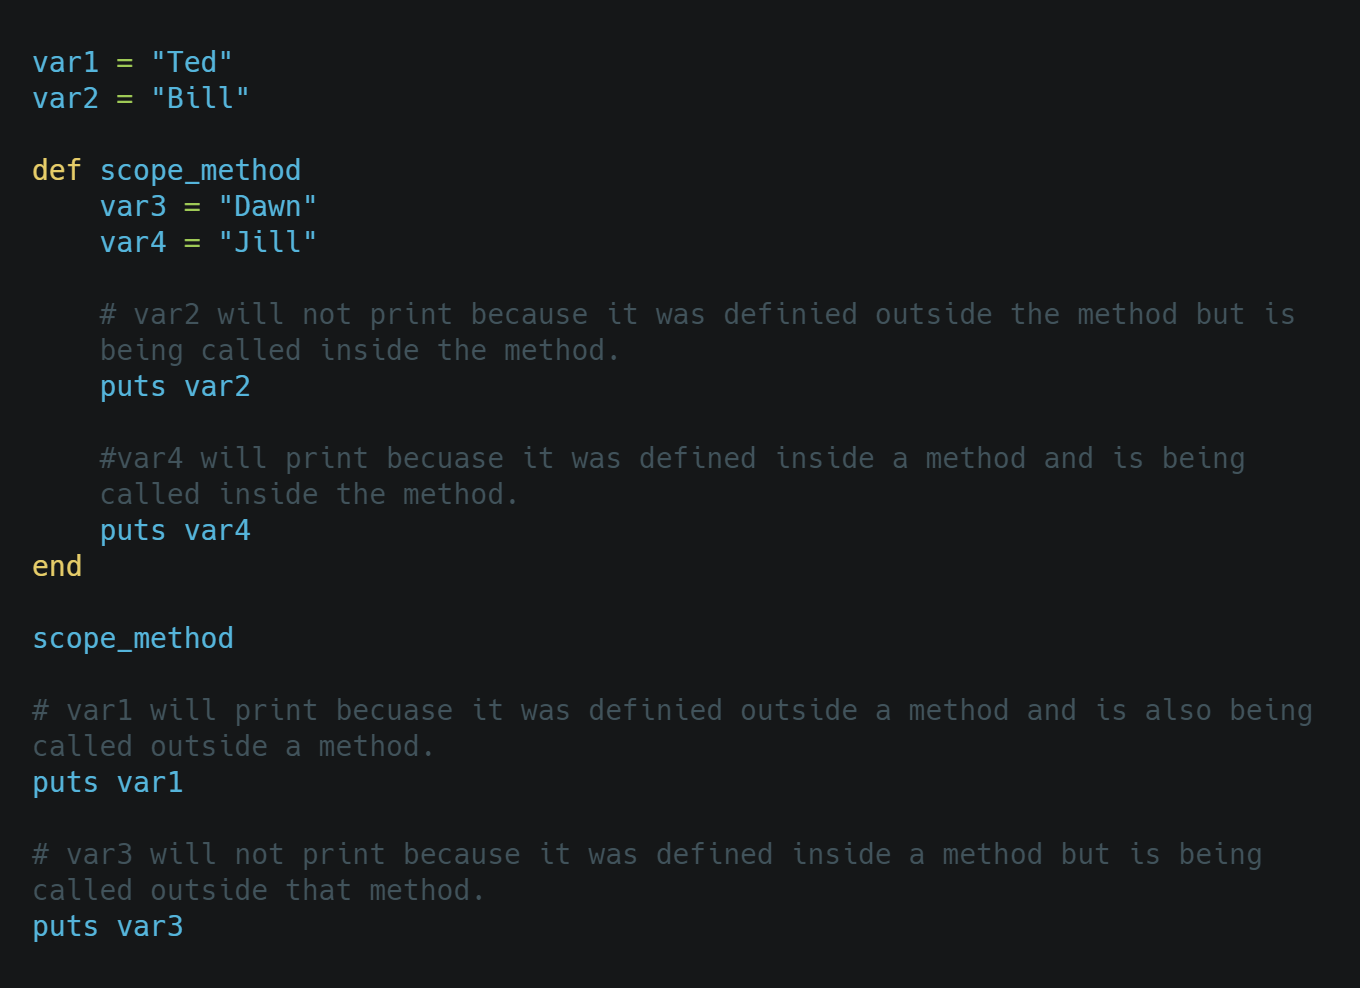 var1 = "Ted"
var2 = "Bill"

def scope_method
    var3 = "Dawn"
    var4 = "Jill"

    # var2 will not print because it was definied outside the method but is
    being called inside the method.
    puts var2

    #var4 will print becuase it was defined inside a method and is being
    called inside the method.
    puts var4
end

scope_method

# var1 will print becuase it was definied outside a method and is also being
called outside a method.
puts var1

# var3 will not print because it was defined inside a method but is being
called outside that method.
puts var3